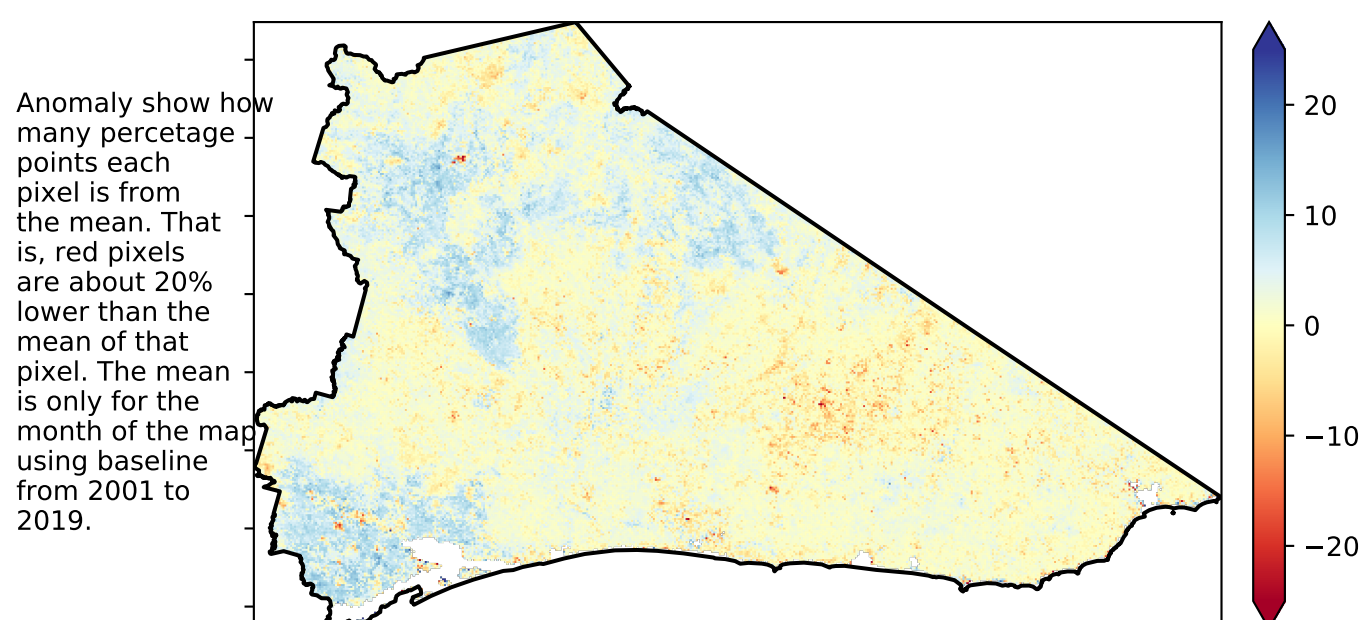 Anomaly show how
many percetage
points each
pixel is from
the mean. That
is, red pixels
are about 20%
lower than the
mean of that
pixel. The mean
is only for the
month of the map
using baseline
from 2001 to
2019.
20
10
0
−10
−20